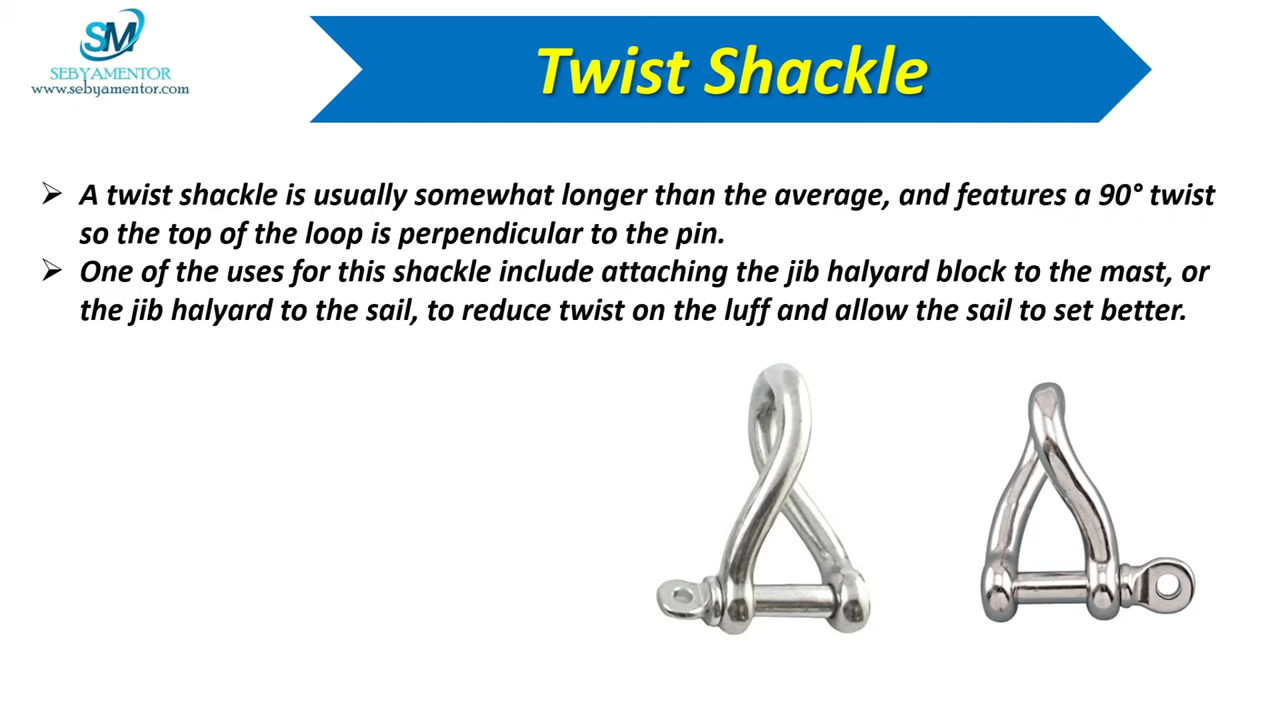 SM
SEBYAMENTOR
www.sebyamentor.com
Twist Shackle
A twist shackle is usually somewhat longer than the average, and features a 90° twist
so the top of the loop is perpendicular to the pin.
One of the uses for this shackle include attaching the jib halyard block to the mast, or
the jib halyard to the sail, to reduce twist on the luff and allow the sail to set better.